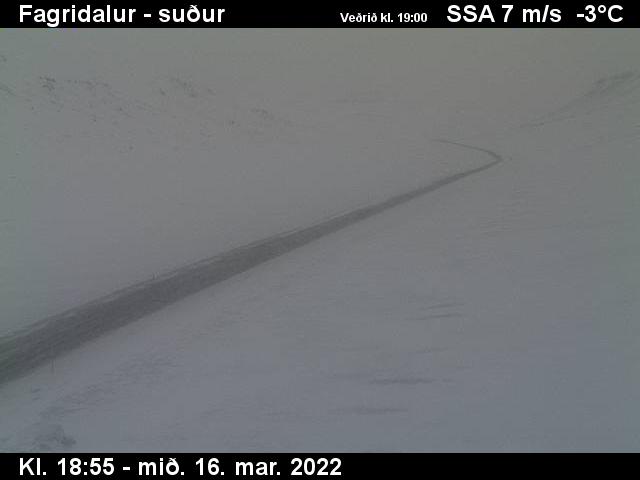 Fagridalur - suður Veðrið kl. 19:00 SSA 7 m/s -3°C
Kl. 18:55 - mið. 16. mar. 2022